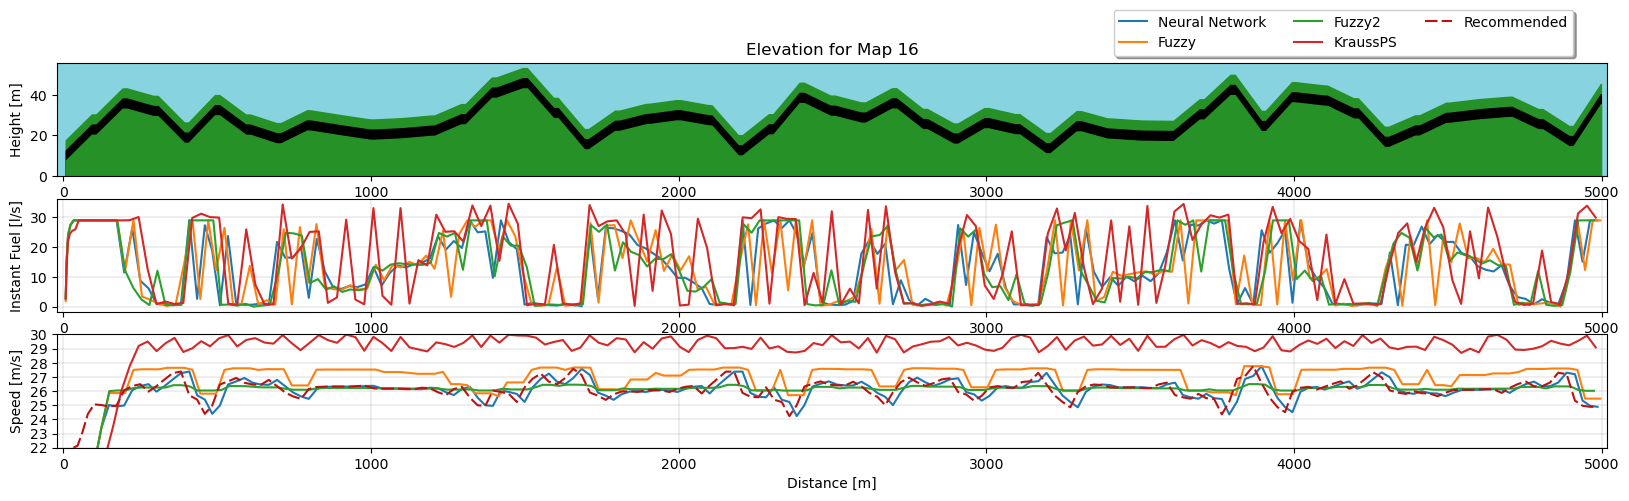 Neural Network
Fuzzy
Fuzzy2
KraussPS
Recommended
Elevation for Map 16
Height [m]
40
20
0
0 1000 2000 3000 4000 5000
Instant Fuel [l/s]
30
20
10
0
0 1000 2000 3000 4000 5000
Speed [m/s]
30
29
28
27
26
25
24
23
22
0 1000 2000 3000 4000 5000
Distance [m]